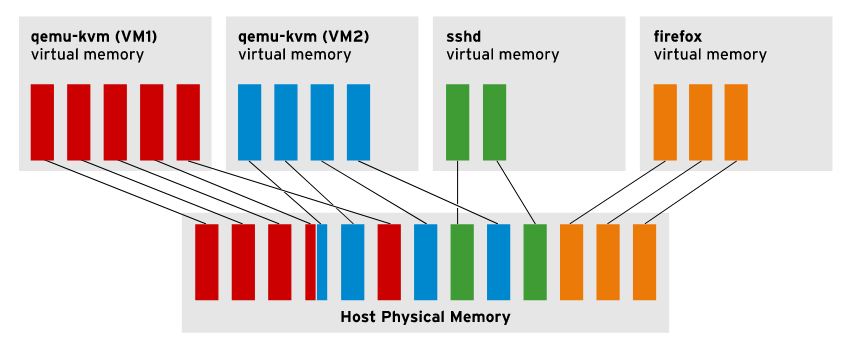 qemu-kvm (VM1)
virtual memory
qemu-kvm (VM2)
virtual memory
sshd
virtual memory
firefox
virtual memory
Host Physical Memory